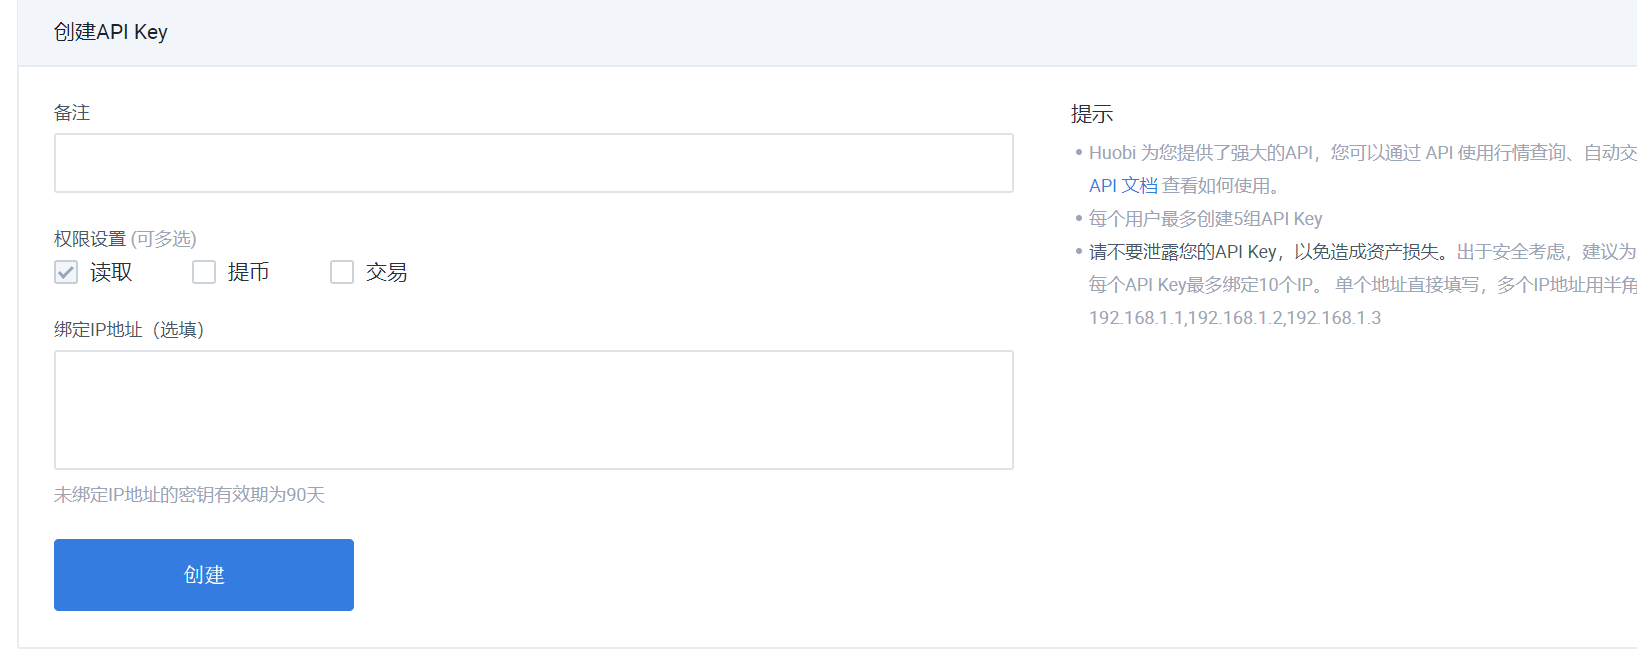 创建API Key
备注
权限设置 (可多选)
读取 提币 交易
绑定IP地址（选填）
未绑定IP地址的密钥有效期为90天
创建
提示
Huobi 为您提供了强大的API，您可以通过 API 使用行情查询、自动交
API 文档 查看如何使用。
每个用户最多创建5组API Key
请不要泄露您的API Key，以免造成资产损失。出于安全考虑，建议为
每个API Key最多绑定10个IP。 单个地址直接填写，多个IP地址用半角
192.168.1.1,192.168.1.2,192.168.1.3